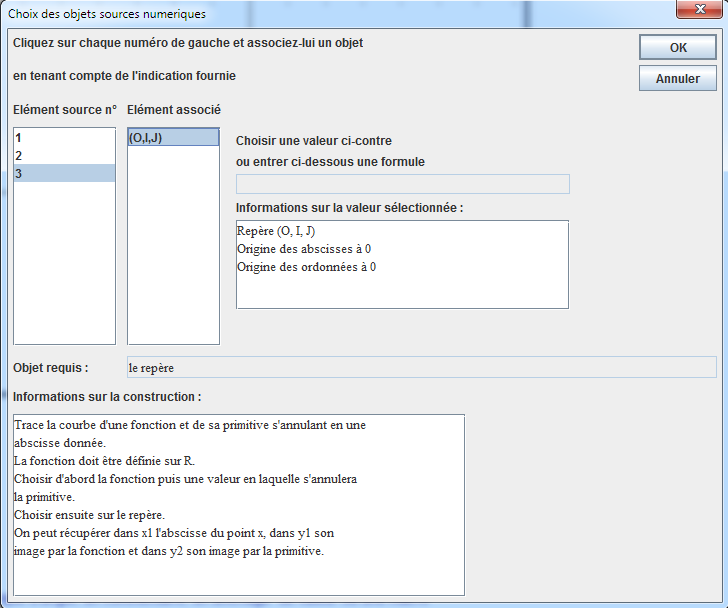 Choix des objets sources numeriques
Cliquez sur chaque numéro de gauche et associez-lui un objet
OK
en tenant compte de l'indication fournie
Annuler
Elément source n° Elément associé
1
2
3
(O,I,J)
Choisir une valeur ci-contre
ou entrer ci-dessous une formule
Informations sur la valeur sélectionnée :
Repère (O, I, J)
Origine des abscisses à 0
Origine des ordonnées à 0
Objet requis : le repère
Informations sur la construction :
Trace la courbe d'une fonction et de sa primitive s'annulant en une
abscisse donnée.
La fonction doit être définie sur R.
Choisir d'abord la fonction puis une valeur en laquelle s'annulera
la primitive.
Choisir ensuite sur le repère.
On peut récupérer dans x1 l'abscisse du point x, dans y1 son
image par la fonction et dans y2 son image par la primitive.